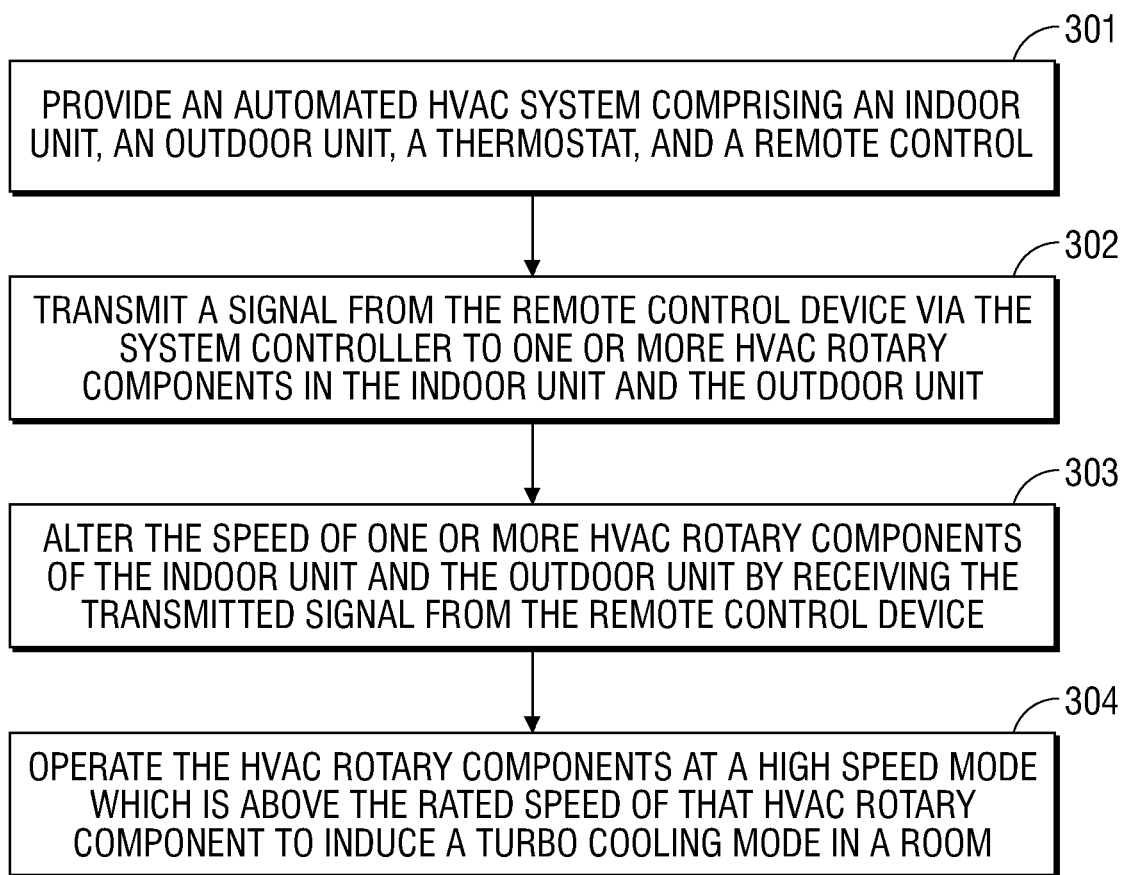 301
PROVIDE AN AUTOMATED HVAC SYSTEM COMPRISING AN INDOOR
UNIT, AN OUTDOOR UNIT, A THERMOSTAT, AND A REMOTE CONTROL
302
TRANSMIT A SIGNAL FROM THE REMOTE CONTROL DEVICE VIA THE
SYSTEM CONTROLLER TO ONE OR MORE HVAC ROTARY
COMPONENTS IN THE INDOOR UNIT AND THE OUTDOOR UNIT
303
ALTER THE SPEED OF ONE OR MORE HVAC ROTARY COMPONENTS
OF THE INDOOR UNIT AND THE OUTDOOR UNIT BY RECEIVING THE
TRANSMITTED SIGNAL FROM THE REMOTE CONTROL DEVICE
304
OPERATE THE HVAC ROTARY COMPONENTS AT A HIGH SPEED MODE
WHICH IS ABOVE THE RATED SPEED OF THAT HVAC ROTARY
COMPONENT TO INDUCE A TURBO COOLING MODE IN A ROOM